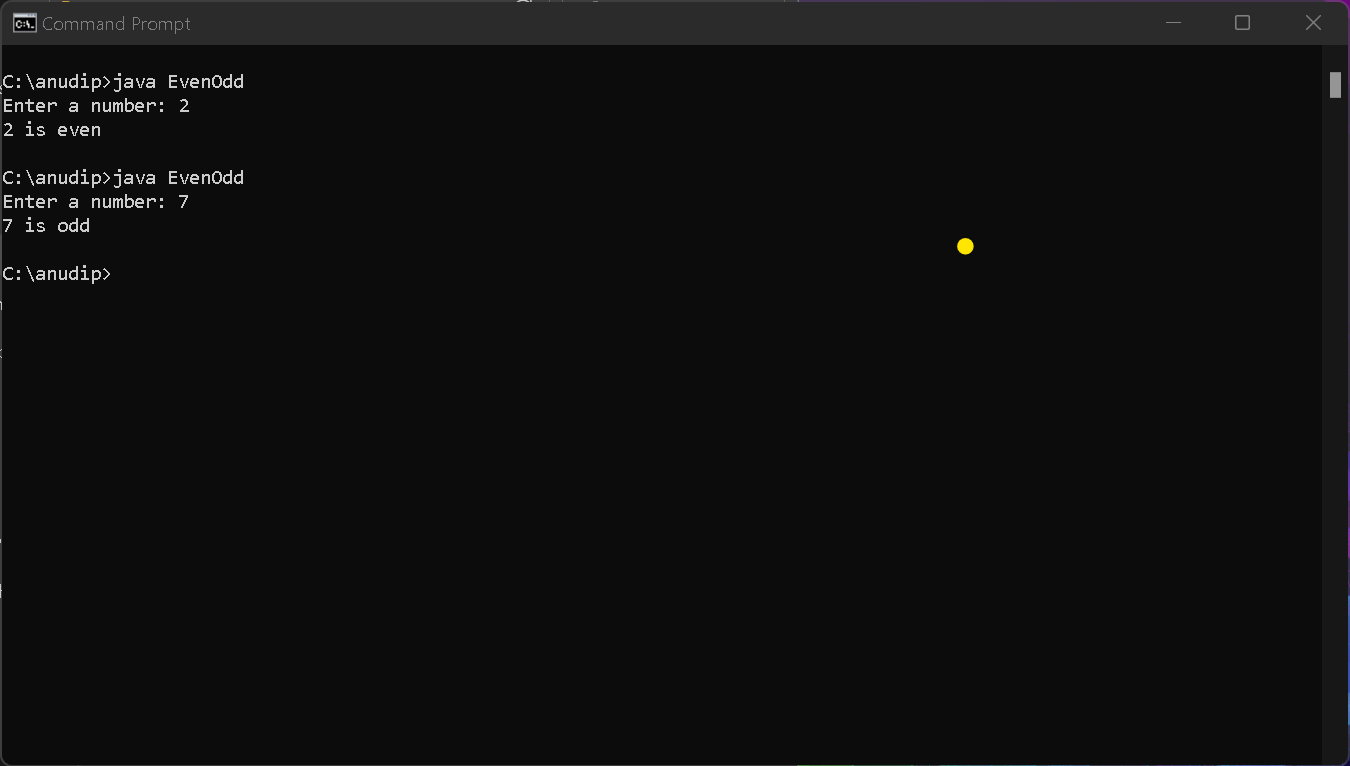 Command Prompt
C:\anudip>java EvenOdd
Enter a number: 2
2 is even
C:\anudip>java EvenOdd
Enter a number: 7
7 is odd
C:\anudip>